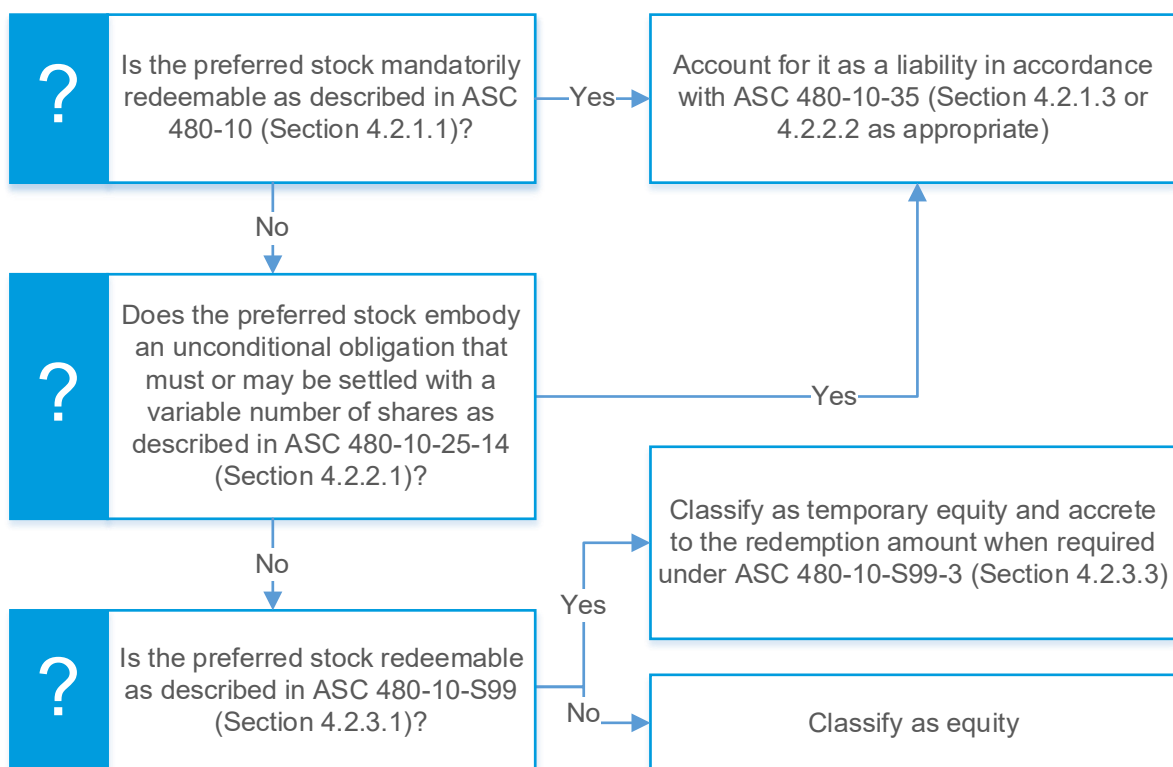 ?
Is the preferred stock mandatorily
redeemable as described in ASC
480-10 (Section 4.2.1.1)?
Yes
Account for it as a liability in accordance
with ASC 480-10-35 (Section 4.2.1.3 or
4.2.2.2 as appropriate)
No
?
Does the preferred stock embody
an unconditional obligation that
must or may be settled with a
variable number of shares as
described in ASC 480-10-25-14
(Section 4.2.2.1)?
Yes
No
?
Is the preferred stock redeemable
as described in ASC 480-10-S99
(Section 4.2.3.1)?
Yes
Classify as temporary equity and accrete
to the redemption amount when required
under ASC 480-10-S99-3 (Section 4.2.3.3)
No
Classify as equity